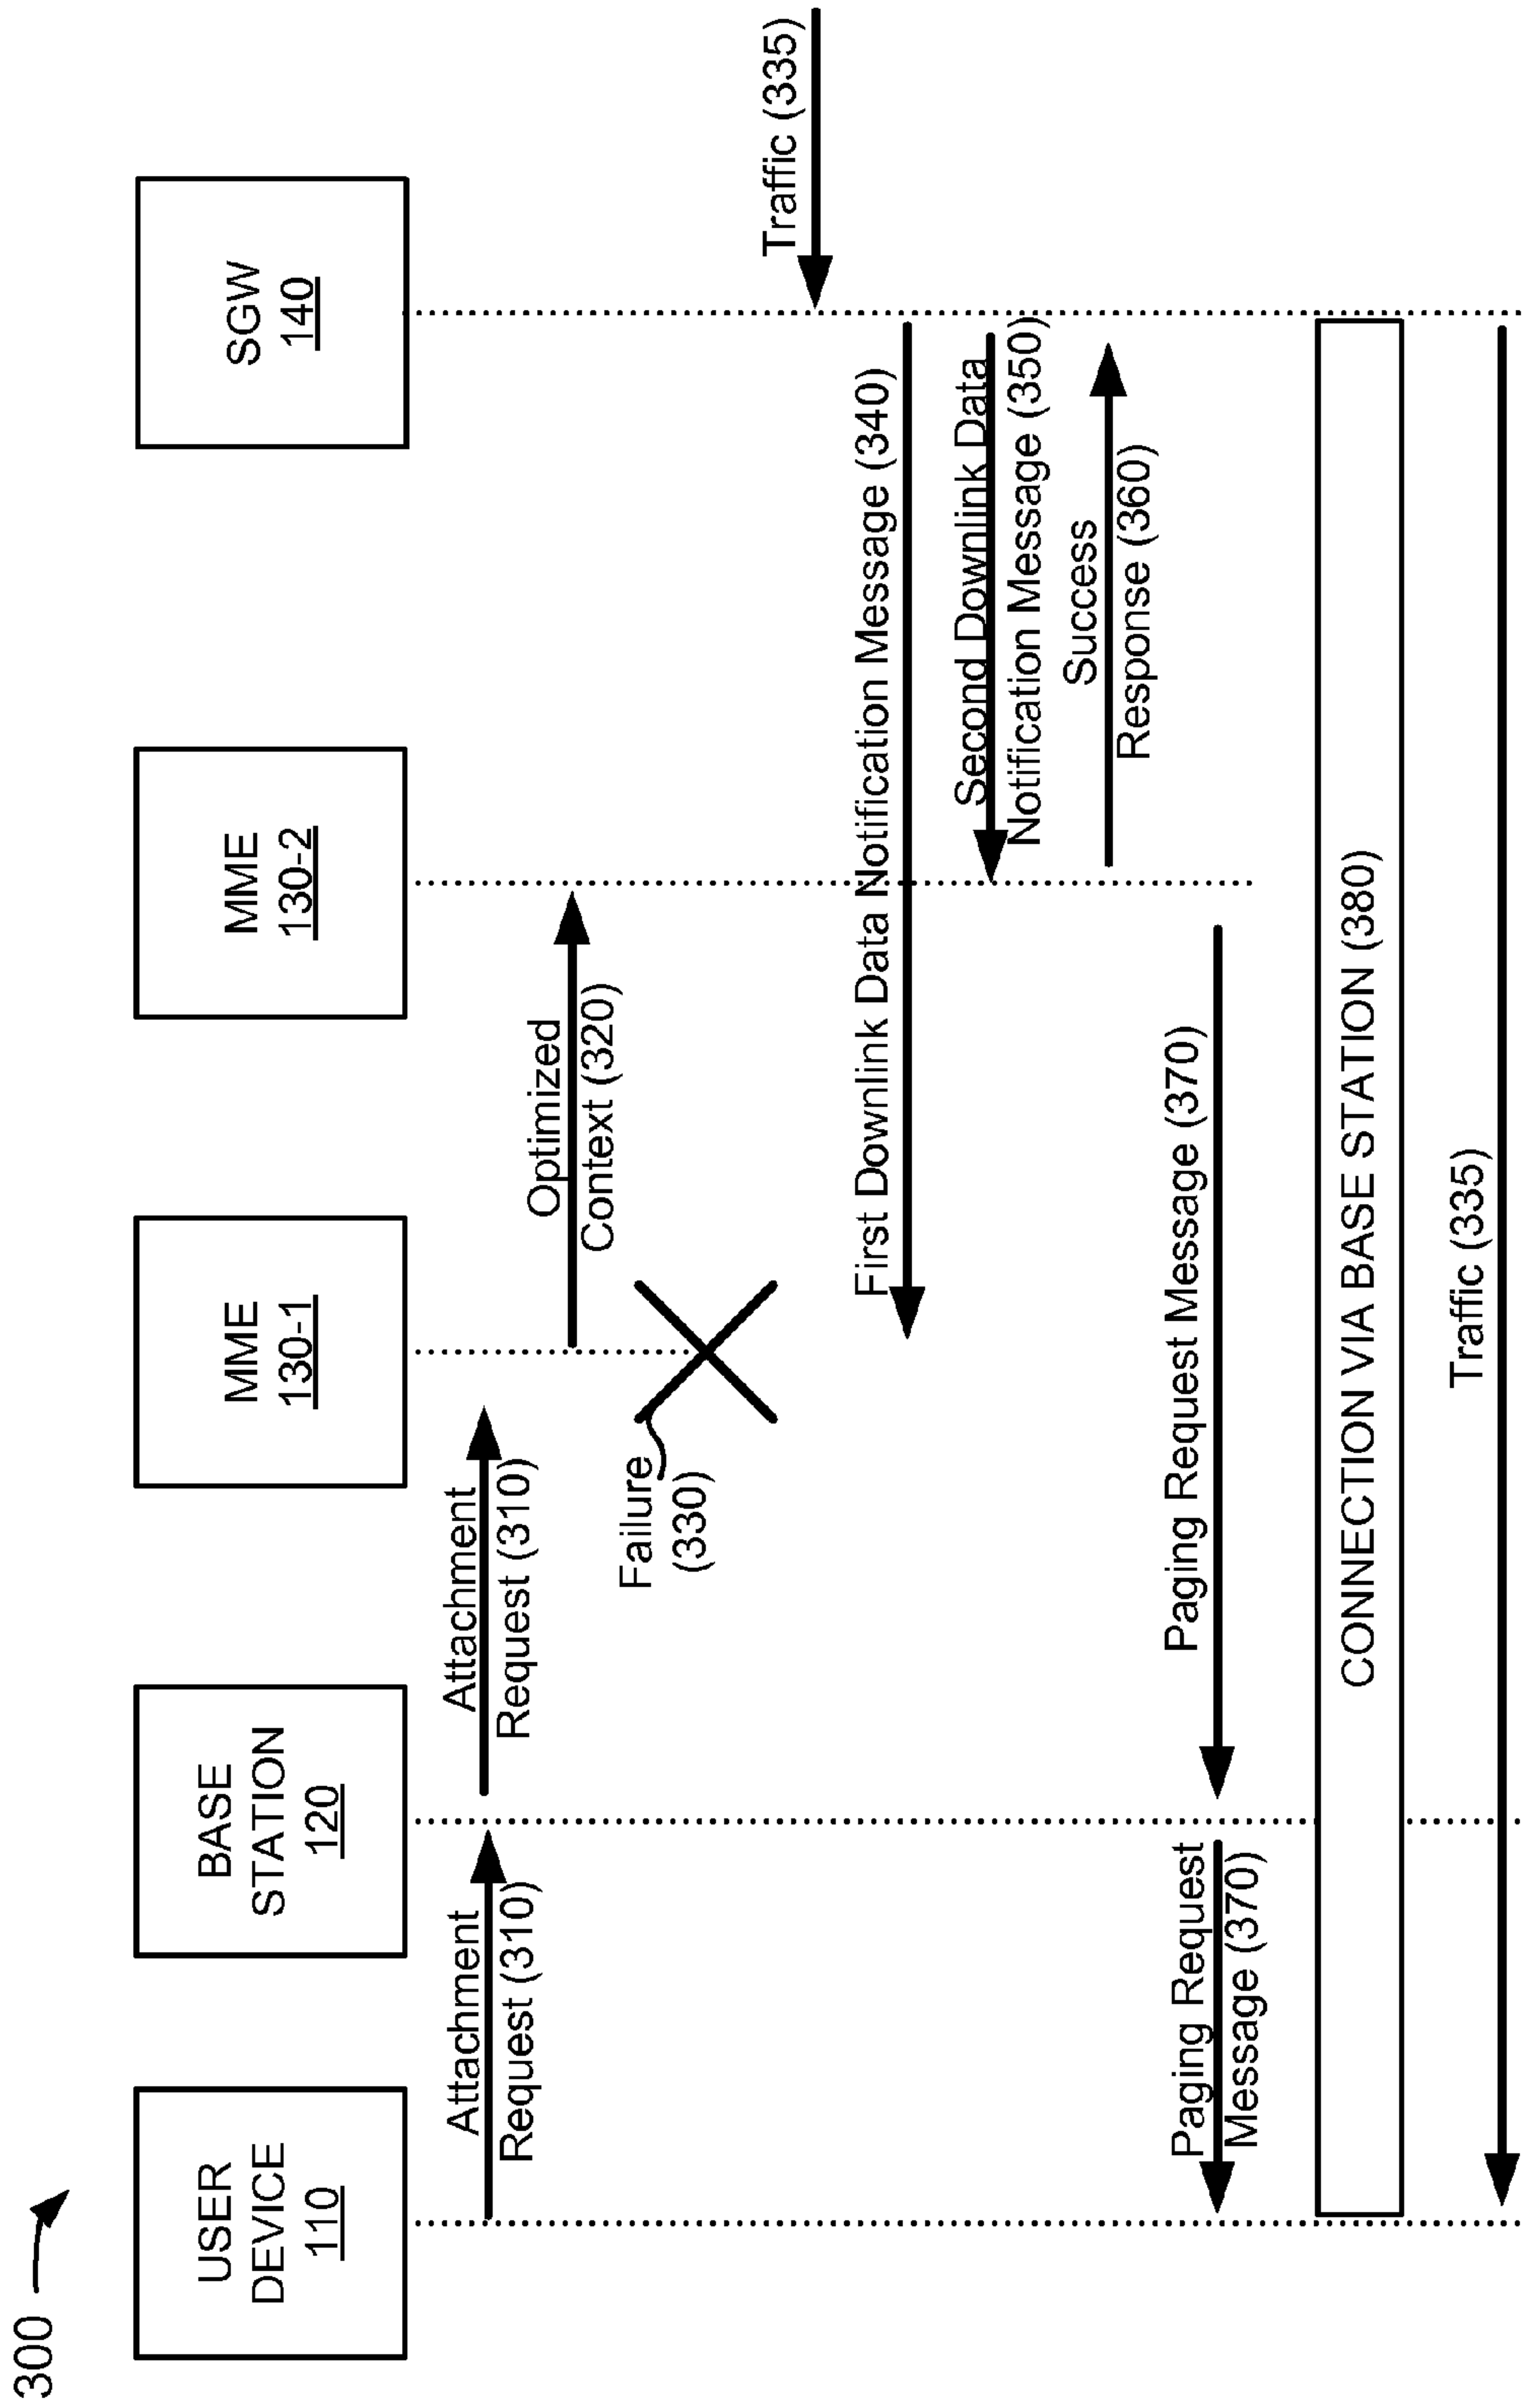 300
USER
DEVICE
110
BASE
STATION
120
MME
130-1
MME
130-2
SGW
140
Attachment
Request (310)
Attachment
Request (310)
Optimized
Context (320)
Failure
(330)
Traffic (335)
First Downlink Data Notification Message (340)
Second Downlink Data
Notification Message (350)
Success
Response (360)
Paging Request Message (370)
Paging Request
Message (370)
CONNECTION VIA BASE STATION (380)
Traffic (335)